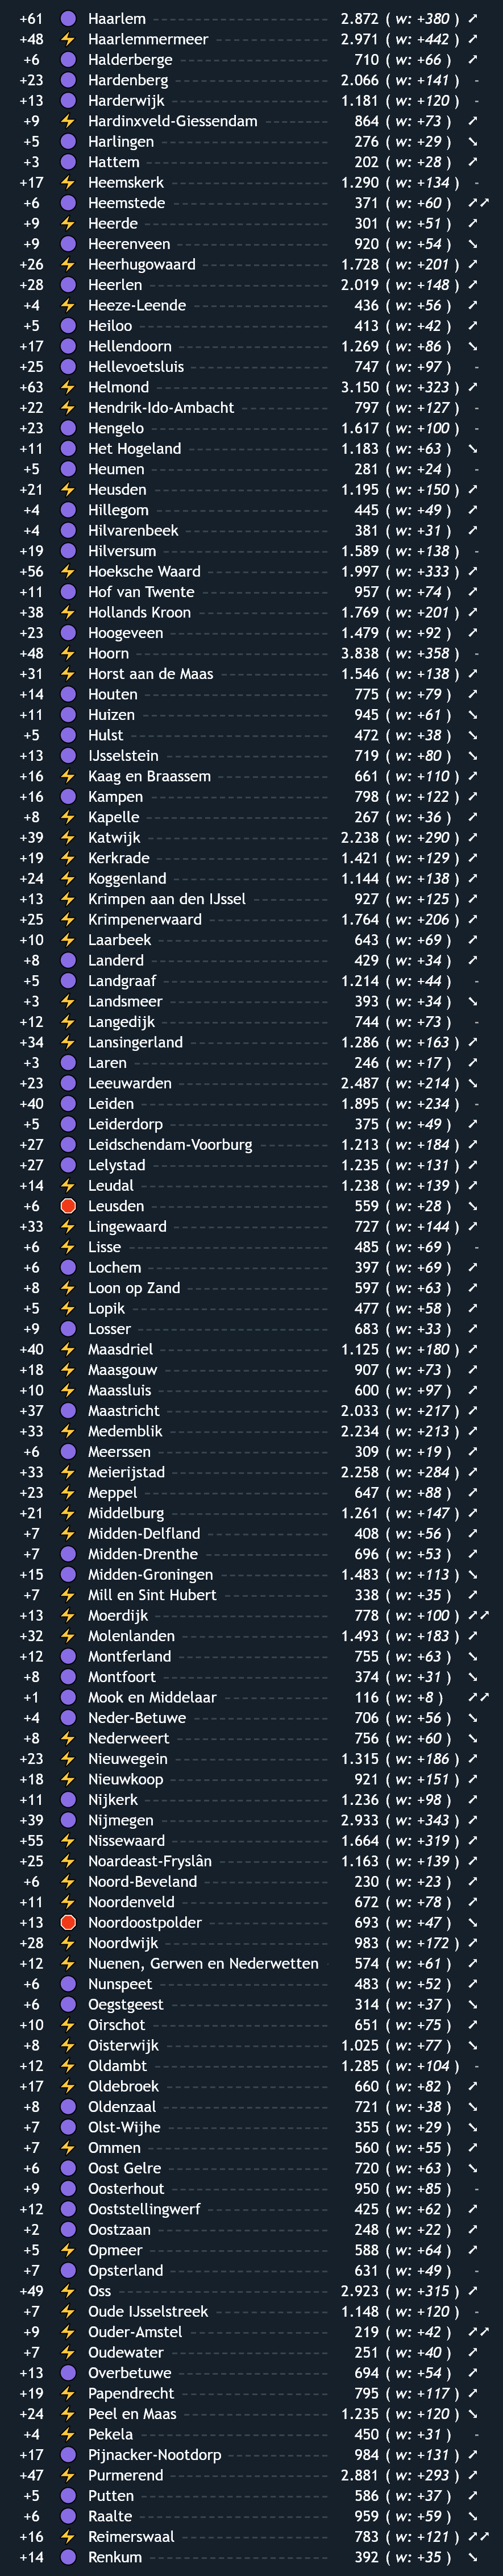 +61 Haarlem 2.872 ( w: +380 ) ↗
+48 Haarlemmermeer 2.971 ( w: +442 ) ↗
+6 Halderberge 710 ( w: +66 ) ↗
+23 Hardenberg 2.066 ( w: +141 ) -
+13 Harderwijk 1.181 ( w: +120 ) -
+9 Hardinxveld-Giessendam 864 ( w: +73 ) ↗
+5 Harlingen 276 ( w: +29 ) ↘
+3 Hattem 202 ( w: +28 ) ↗
+17 Heemskerk 1.290 ( w: +134 ) -
+6 Heemstede 371 ( w: +60 ) ↗↗
+9 Heerde 301 ( w: +51 ) ↗
+9 Heerenveen 920 ( w: +54 ) ↘
+26 Heerhugowaard 1.728 ( w: +201 ) ↗
+28 Heerlen 2.019 ( w: +148 ) ↗
+4 Heeze-Leende 436 ( w: +56 ) ↗
+5 Heiloo 413 ( w: +42 ) ↗
+17 Hellendoorn 1.269 ( w: +86 ) ↘
+25 Hellevoetsluis 747 ( w: +97 ) -
+63 Helmond 3.150 ( w: +323 ) ↗
+22 Hendrik-Ido-Ambacht 797 ( w: +127 ) -
+23 Hengelo 1.617 ( w: +100 ) -
+11 Het Hogeland 1.183 ( w: +63 ) ↘
+5 Heumen 281 ( w: +24 ) -
+21 Heusden 1.195 ( w: +150 ) ↗
+4 Hillegom 445 ( w: +49 ) ↗
+4 Hilvarenbeek 381 ( w: +31 ) ↗
+19 Hilversum 1.589 ( w: +138 ) -
+56 Hoeksche Waard 1.997 ( w: +333 ) ↗
+11 Hof van Twente 957 ( w: +74 ) ↗
+38 Hollands Kroon 1.769 ( w: +201 ) ↗
+23 Hoogeveen 1.479 ( w: +92 ) ↗
+48 Hoorn 3.838 ( w: +358 ) -
+31 Horst aan de Maas 1.546 ( w: +138 ) ↗
+14 Houten 775 ( w: +79 ) ↗
+11 Huizen 945 ( w: +61 ) ↘
+5 Hulst 472 ( w: +38 ) ↘
+13 IJsselstein 719 ( w: +80 ) ↘
+16 Kaag en Braassem 661 ( w: +110 ) ↗
+16 Kampen 798 ( w: +122 ) ↗
+8 Kapelle 267 ( w: +36 ) ↗
+39 Katwijk 2.238 ( w: +290 ) ↗
+19 Kerkrade 1.421 ( w: +129 ) ↗
+24 Koggenland 1.144 ( w: +138 ) ↗
+13 Krimpen aan den IJssel 927 ( w: +125 ) ↗
+25 Krimpenerwaard 1.764 ( w: +206 ) ↗
+10 Laarbeek 643 ( w: +69 ) ↗
+8 Landerd 429 ( w: +34 ) ↗
+5 Landgraaf 1.214 ( w: +44 ) -
+3 Landsmeer 393 ( w: +34 ) ↘
+12 Langedijk 744 ( w: +73 ) -
+34 Lansingerland 1.286 ( w: +163 ) ↗
+3 Laren 246 ( w: +17 ) ↗
+23 Leeuwarden 2.487 ( w: +214 ) ↘
+40 Leiden 1.895 ( w: +234 ) -
+5 Leiderdorp 375 ( w: +49 ) ↗
+27 Leidschendam-Voorburg 1.213 ( w: +184 ) ↗
+27 Lelystad 1.235 ( w: +131 ) ↗
+14 Leudal 1.238 ( w: +139 ) ↗
+6 Leusden 559 ( w: +28 ) ↘
+33 Lingewaard 727 ( w: +144 ) ↗
+6 Lisse 485 ( w: +69 ) -
+6 Lochem 397 ( w: +69 ) ↗
+8 Loon op Zand 597 ( w: +63 ) ↗
+5 Lopik 477 ( w: +58 ) ↗
+9 Losser 683 ( w: +33 ) ↗
+40 Maasdriel 1.125 ( w: +180 ) ↗
+18 Maasgouw 907 ( w: +73 ) ↗
+10 Maassluis 600 ( w: +97 ) ↗
+37 Maastricht 2.033 ( w: +217 ) ↗
+33 Medemblik 2.234 ( w: +213 ) ↗
+6 Meerssen 309 ( w: +19 ) ↗
+33 Meierijstad 2.258 ( w: +284 ) ↗
+23 Meppel 647 ( w: +88 ) ↗
+21 Middelburg 1.261 ( w: +147 ) ↗
+7 Midden-Delfland 408 ( w: +56 ) ↗
+7 Midden-Drenthe 696 ( w: +53 ) ↗
+15 Midden-Groningen 1.483 ( w: +113 ) ↘
+7 Mill en Sint Hubert 338 ( w: +35 ) ↗
+13 Moerdijk 778 ( w: +100 ) ↗↗
+32 Molenlanden 1.493 ( w: +183 ) ↗
+12 Montferland 755 ( w: +63 ) ↘
+8 Montfoort 374 ( w: +31 ) ↘
+1 Mook en Middelaar 116 ( w: +8 ) ↗↗
+4 Neder-Betuwe 706 ( w: +56 ) ↘
+8 Nederweert 756 ( w: +60 ) ↘
+23 Nieuwegein 1.315 ( w: +186 ) ↗
+18 Nieuwkoop 921 ( w: +151 ) ↗
+11 Nijkerk 1.236 ( w: +98 ) ↗
+39 Nijmegen 2.933 ( w: +343 ) ↗
+55 Nissewaard 1.664 ( w: +319 ) ↗
+25 Noardeast-Fryslân 1.163 ( w: +139 ) ↗
+6 Noord-Beveland 230 ( w: +23 ) ↗
+11 Noordenveld 672 ( w: +78 ) ↗
+13 Noordoostpolder 693 ( w: +47 ) ↘
+28 Noordwijk 983 ( w: +172 ) ↗
+12 Nuenen, Gerwen en Nederwetten 574 ( w: +61 ) ↗
+6 Nunspeet 483 ( w: +52 ) ↗
+6 Oegstgeest 314 ( w: +37 ) ↘
+10 Oirschot 651 ( w: +75 ) ↗
+8 Oisterwijk 1.025 ( w: +77 ) ↘
+12 Oldambt 1.285 ( w: +104 ) -
+17 Oldebroek 660 ( w: +82 ) ↗
+8 Oldenzaal 721 ( w: +38 ) ↘
+7 Olst-Wijhe 355 ( w: +29 ) ↘
+7 Ommen 560 ( w: +55 ) ↗
+6 Oost Gelre 720 ( w: +63 ) ↘
+9 Oosterhout 950 ( w: +85 ) -
+12 Ooststellingwerf 425 ( w: +62 ) ↗
+2 Oostzaan 248 ( w: +22 ) ↗
+5 Opmeer 588 ( w: +64 ) ↗
+7 Opsterland 631 ( w: +49 ) -
+49 Oss 2.923 ( w: +315 ) ↗
+7 Oude IJsselstreek 1.148 ( w: +120 ) -
+9 Ouder-Amstel 219 ( w: +42 ) ↗↗
+7 Oudewater 251 ( w: +40 ) ↗
+13 Overbetuwe 694 ( w: +54 ) ↗
+19 Papendrecht 795 ( w: +117 ) ↗
+24 Peel en Maas 1.235 ( w: +120 ) ↘
+4 Pekela 450 ( w: +31 ) -
+17 Pijnacker-Nootdorp 984 ( w: +131 ) ↗
+47 Purmerend 2.881 ( w: +293 ) ↗
+5 Putten 586 ( w: +37 ) ↗
+6 Raalte 959 ( w: +59 ) ↘
+16 Reimerswaal 783 ( w: +121 ) ↗↗
+14 Renkum 392 ( w: +35 ) ↘